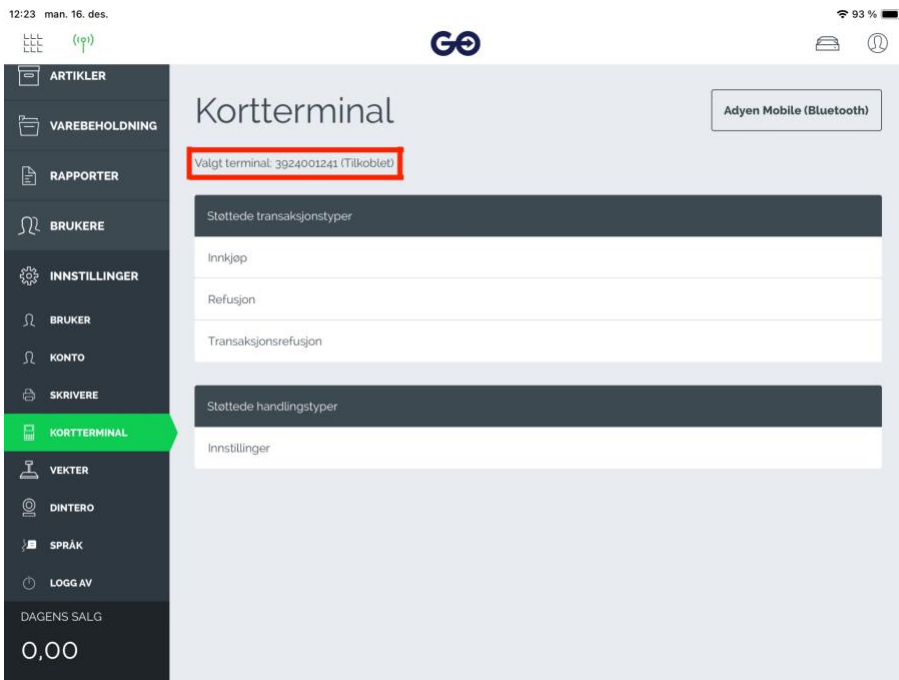 12:23 man. 16. des.
93 %
GO
ARTIKLER
VAREBEHOLDNING
RAPPORTER
BRUKERE
INNSTILLINGER
BRUKER
KONTO
SKRIVERE
KORTTERMINAL
VEKTER
DINTERO
SPRÅK
LOGG AV
DAGENS SALG
0,00
Kortterminal
Adyen Mobile (Bluetooth)
Valgt terminal: 3924001241 (Tilkoblet)
Støttede transaksjonstyper
Innkjøp
Refusjon
Transaksjonsrefusjon
Støttede handlingstyper
Innstillinger